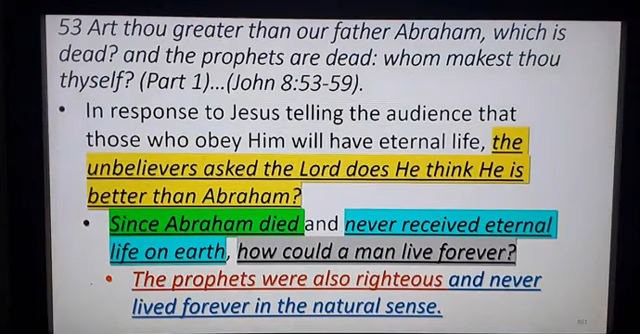 53 Art thou greater than our father Abraham, which is
dead? and the prophets are dead: whom makest thou
thyself? (Part 1)...(John 8:53-59).
• In response to Jesus telling the audience that
those who obey Him will have eternal life, the
unbelievers asked the Lord does He think He is
better than Abraham?
• Since Abraham died and never received eternal
life on earth, how could a man live forever?
• The prophets were also righteous and never
lived forever in the natural sense.